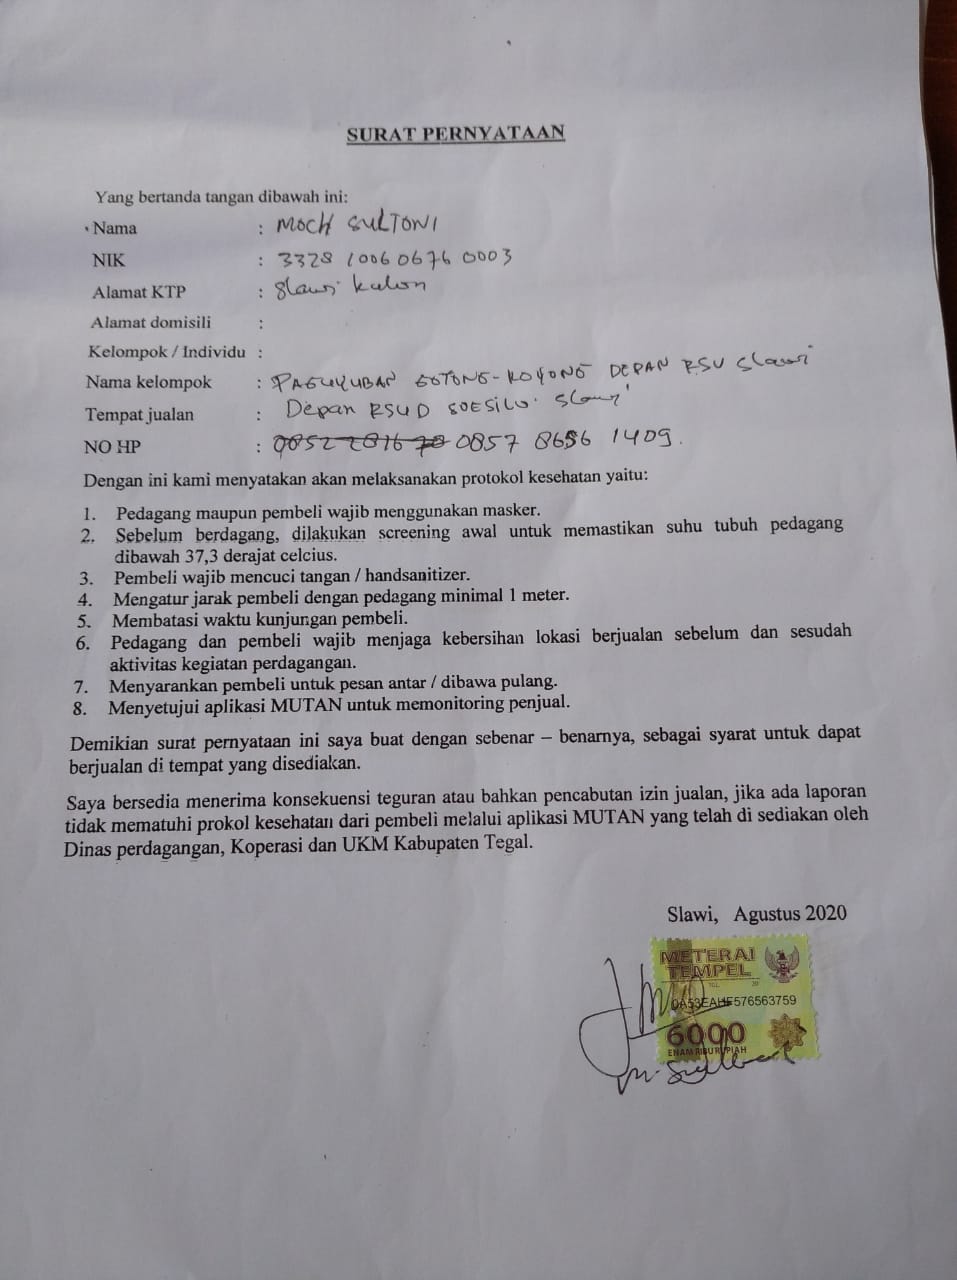 SURAT PERNYATAAN
Yang bertanda tangan dibawah ini:
Nama : MOCH SULTONI
NIK : 3328 1006 0676 0003
Alamat KTP : Slawi kulon
Alamat domisili :
Kelompok / Individu :
Nama kelompok : PAGUYUBAN GOTONG-ROYONG DEPAN RSU Slawi
Tempat jualan : Depan RSUD SOESILO Slawi
NO HP : 0857 8656 1409.
Dengan ini kami menyatakan akan melaksanakan protokol kesehatan yaitu:
1. Pedagang maupun pembeli wajib menggunakan masker.
2. Sebelum berdagang, dilakukan screening awal untuk memastikan suhu tubuh pedagang
dibawah 37,3 derajat celcius.
3. Pembeli wajib mencuci tangan / handsanitizer.
4. Mengatur jarak pembeli dengan pedagang minimal 1 meter.
5. Membatasi waktu kunjungan pembeli.
6. Pedagang dan pembeli wajib menjaga kebersihan lokasi berjualan sebelum dan sesudah
aktivitas kegiatan perdagangan.
7. Menyarankan pembeli untuk pesan antar / dibawa pulang.
8. Menyetujui aplikasi MUTAN untuk memonitoring penjual.
Demikian surat pernyataan ini saya buat dengan sebenar – benarnya, sebagai syarat untuk dapat
berjualan di tempat yang disediakan.
Saya bersedia menerima konsekuensi teguran atau bahkan pencabutan izin jualan, jika ada laporan
tidak mematuhi prokol kesehatan dari pembeli melalui aplikasi MUTAN yang telah di sediakan oleh
Dinas perdagangan, Koperasi dan UKM Kabupaten Tegal.
Slawi, Agustus 2020
METERAI
TEMPEL
TGL. 20
576563759
6000
ENAM RIBU RUPIAH